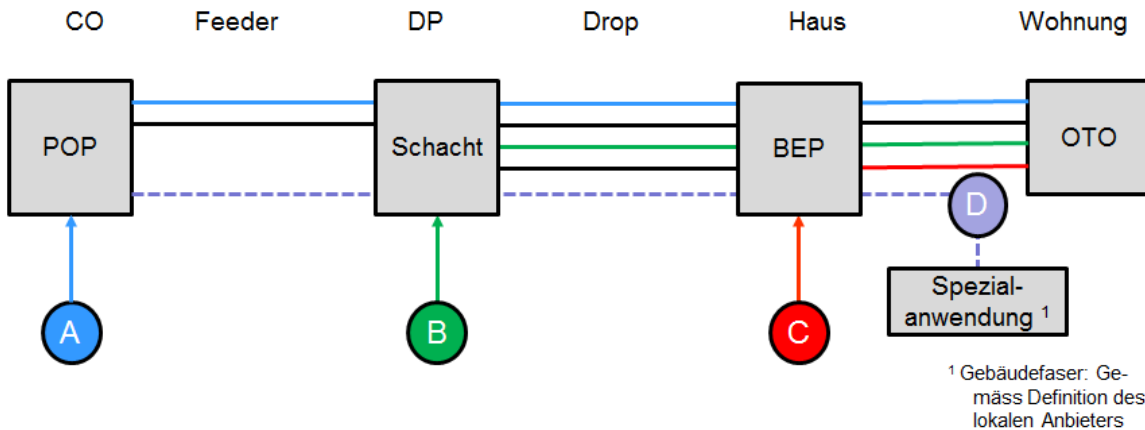 CO Feeder DP Drop Haus Wohnung
POP Schacht BEP OTO
D
Spezial-
anwendung ¹
A B C
¹ Gebäudefaser: Ge-
mäss Definition des
lokalen Anbieters